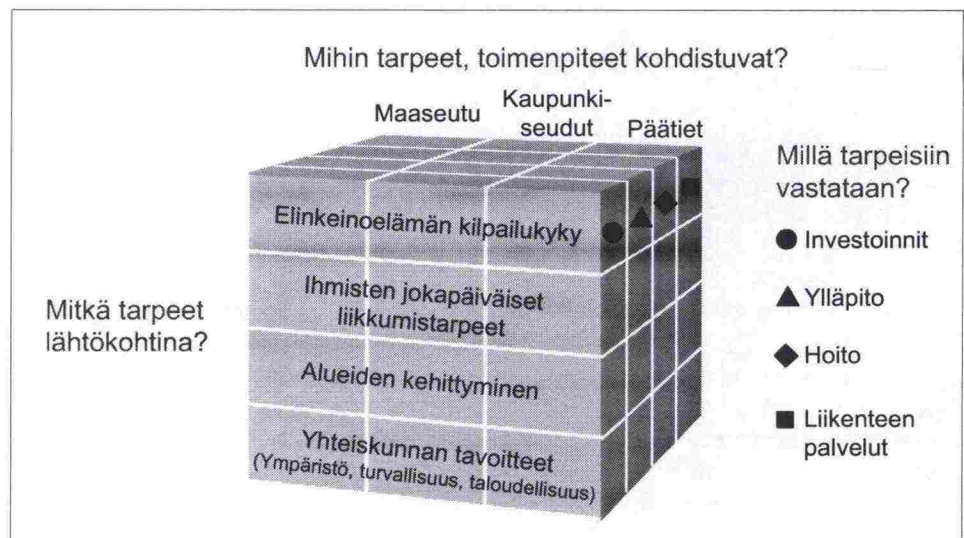 Mihin tarpeet, toimenpiteet kohdistuvat?
Maaseutu
Kaupunki-
seudut
Päätiet
Millä tarpeisiin
vastataan?
Elinkeinoelämän kilpailukyky
Investoinnit
Ihmisten jokapäiväiset
liikkumistarpeet
Ylläpito
Mitkä tarpeet
lähtökohtina?
Hoito
Alueiden kehittyminen
Liikenteen
palvelut
Yhteiskunnan tavoitteet
(Ympäristö, turvallisuus, taloudellisuus)